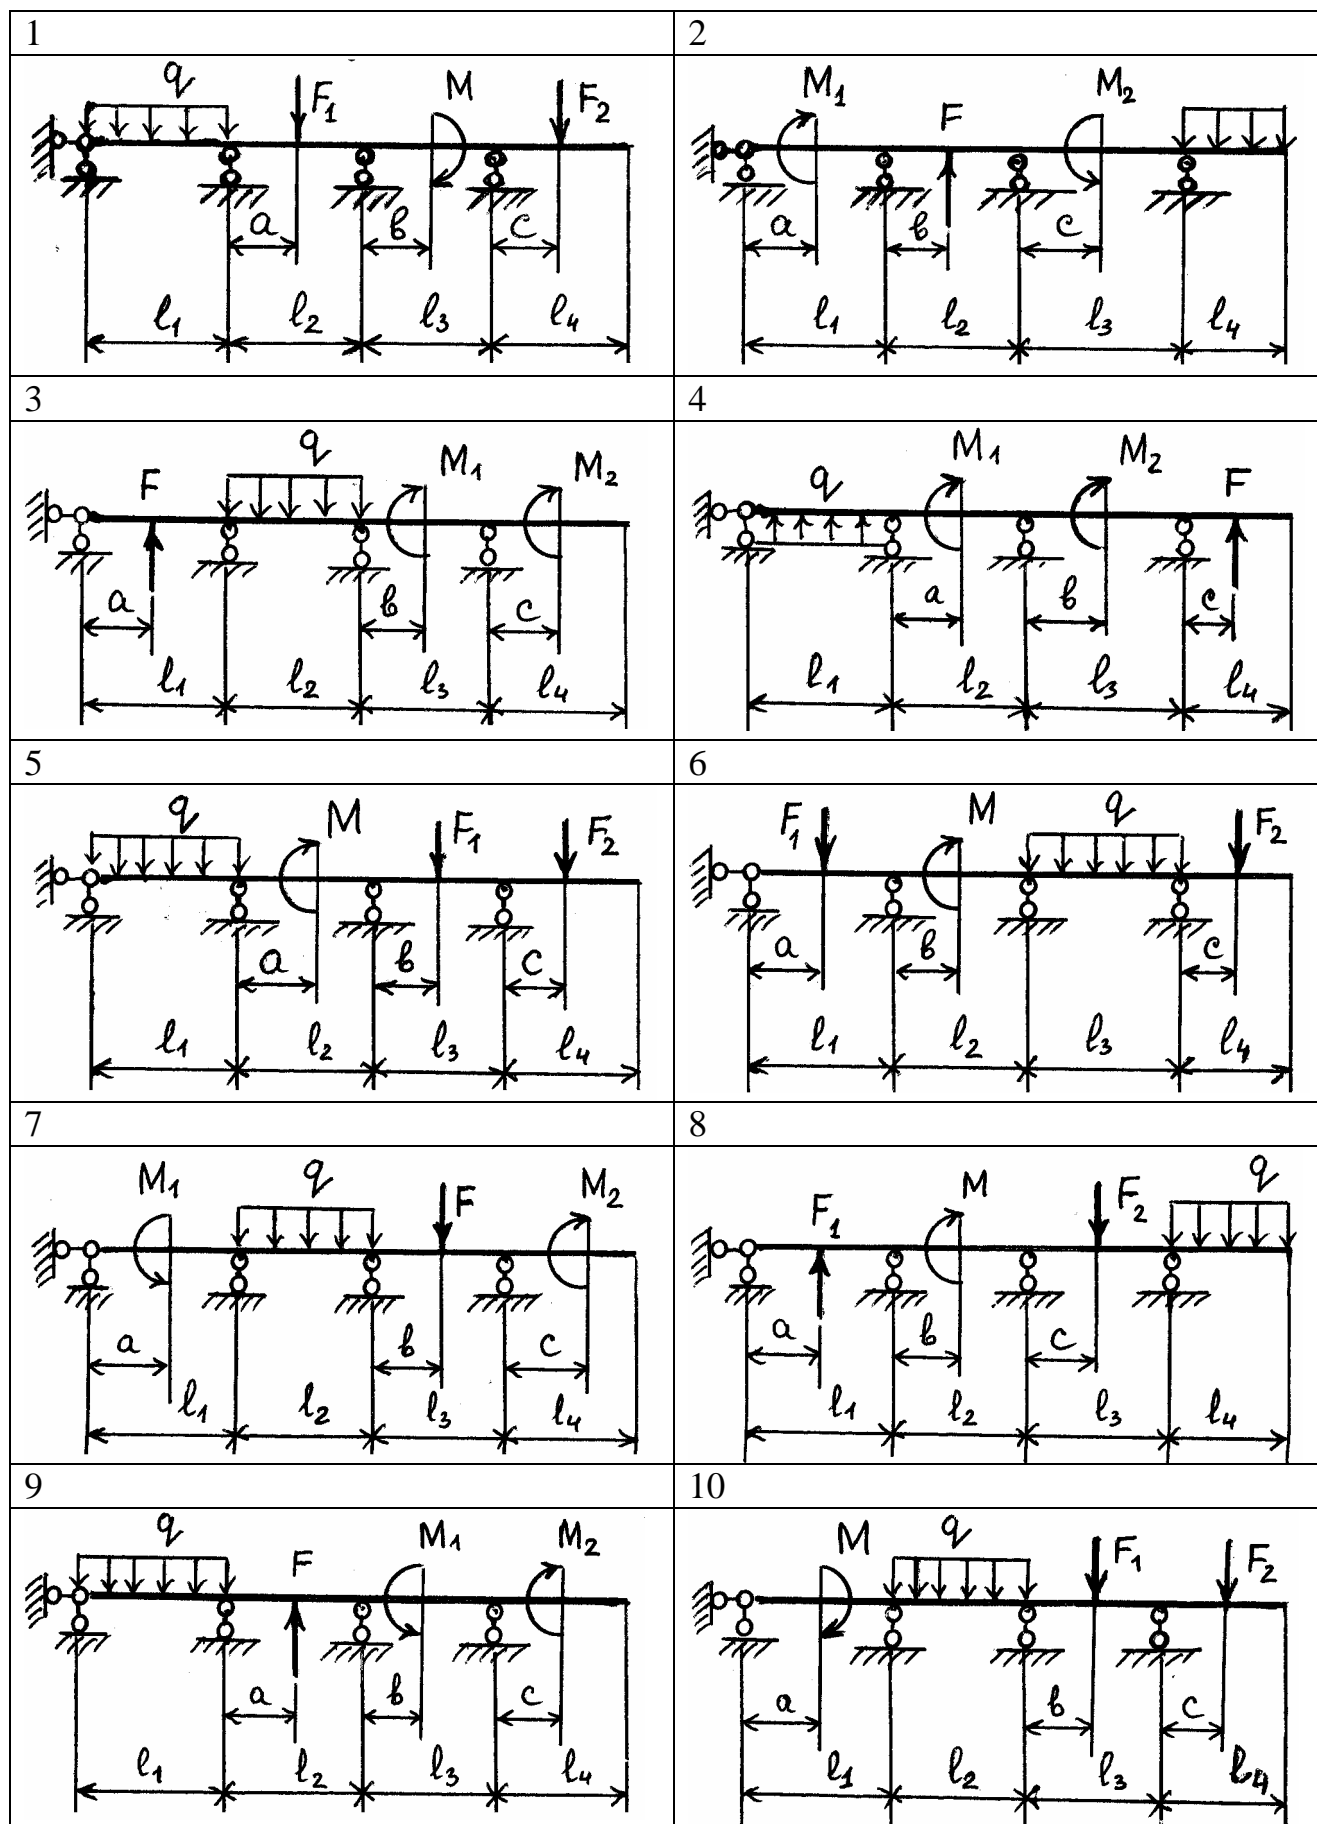 1 2
q F₁ M F₂
a в c
l₁ l₂ l₃ l₄
M₁ F M₂
a в c
l₁ l₂ l₃ l₄
3 4
F q M₁ M₂
a в c
l₁ l₂ l₃ l₄
q M₁ M₂ F
a в c
l₁ l₂ l₃ l₄
5 6
q M F₁ F₂
a в c
l₁ l₂ l₃ l₄
F₁ M q F₂
a в c
l₁ l₂ l₃ l₄
7 8
M₁ q F M₂
a в c
l₁ l₂ l₃ l₄
F₁ M F₂ q
a в c
l₁ l₂ l₃ l₄
9 10
q F M₁ M₂
a в c
l₁ l₂ l₃ l₄
M q F₁ F₂
a в c
l₁ l₂ l₃ l₄